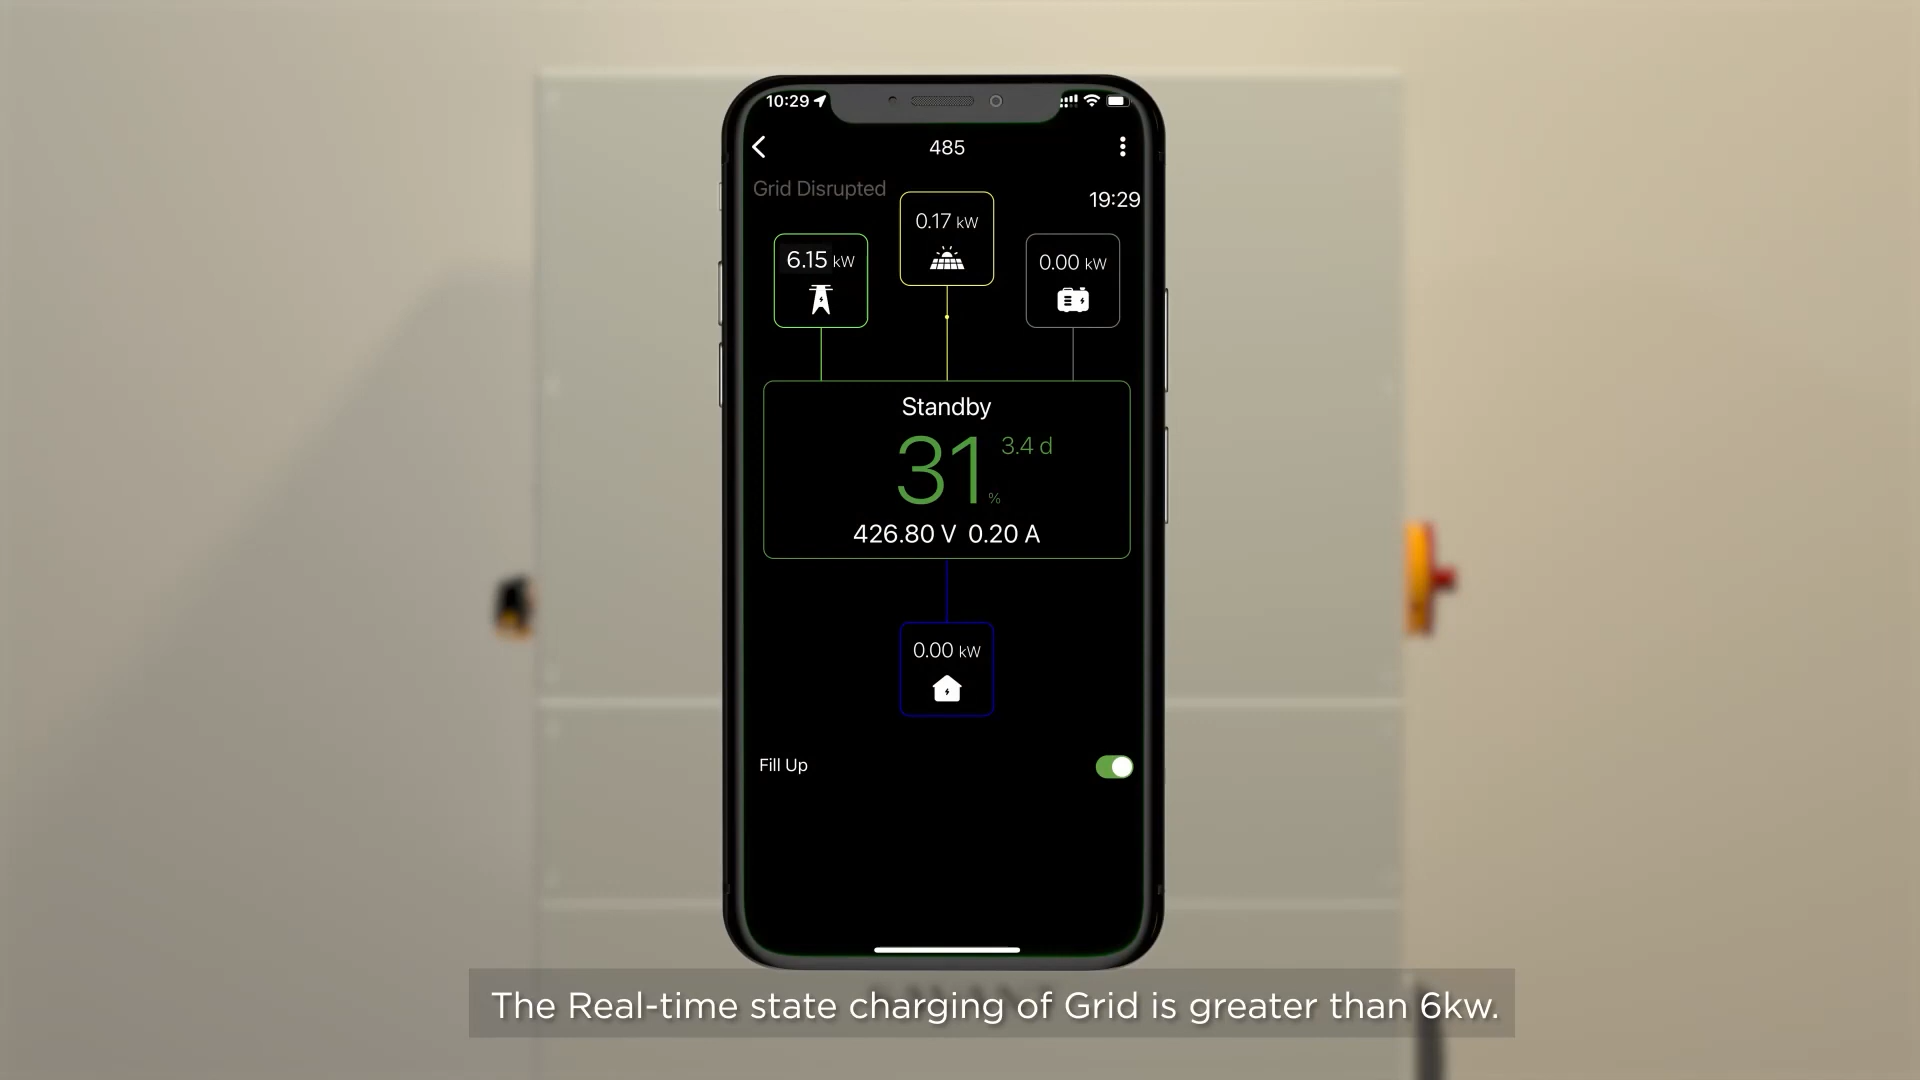 10:29
485
Grid Disrupted
19:29
0.17 kW
6.15 kW
0.00 kW
Standby
31 %
3.4 d
426.80 V 0.20 A
0.00 kW
Fill Up
The Real-time state charging of Grid is greater than 6kw.